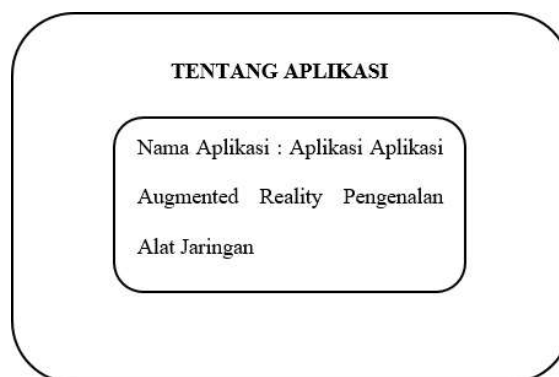 TENTANG APLIKASI
Nama Aplikasi : Aplikasi Aplikasi
Augmented Reality Pengenalan
Alat Jaringan